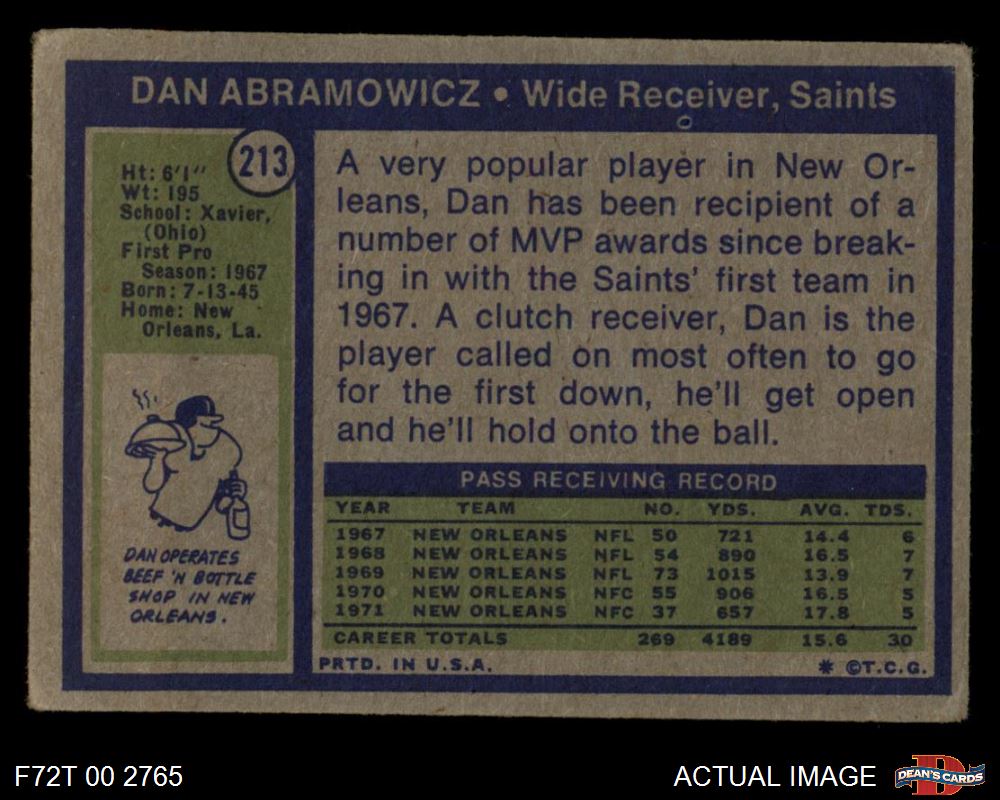 DAN ABRAMOWICZ • Wide Receiver, Saints
213
Ht: 6'1"
Wt: 195
School: Xavier,
(Ohio)
First Pro
Season: 1967
Born: 7-13-45
Home: New
Orleans, La.
DAN OPERATES
BEEF 'N BOTTLE
SHOP IN NEW
ORLEANS.
A very popular player in New Or-
leans, Dan has been recipient of a
number of MVP awards since break-
ing in with the Saints' first team in
1967. A clutch receiver, Dan is the
player called on most often to go
for the first down, he'll get open
and he'll hold onto the ball.
PASS RECEIVING RECORD
YEAR TEAM NO. YDS. AVG. TDS.
1967 NEW ORLEANS NFL 50 721 14.4 6
1968 NEW ORLEANS NFL 54 890 16.5 7
1969 NEW ORLEANS NFL 73 1015 13.9 7
1970 NEW ORLEANS NFC 55 906 16.5 5
1971 NEW ORLEANS NFC 37 657 17.8 5
CAREER TOTALS 269 4189 15.6 30
PRTD. IN U.S.A. * ©T.C.G.
F72T 00 2765
ACTUAL IMAGE
D
DEAN'S CARDS